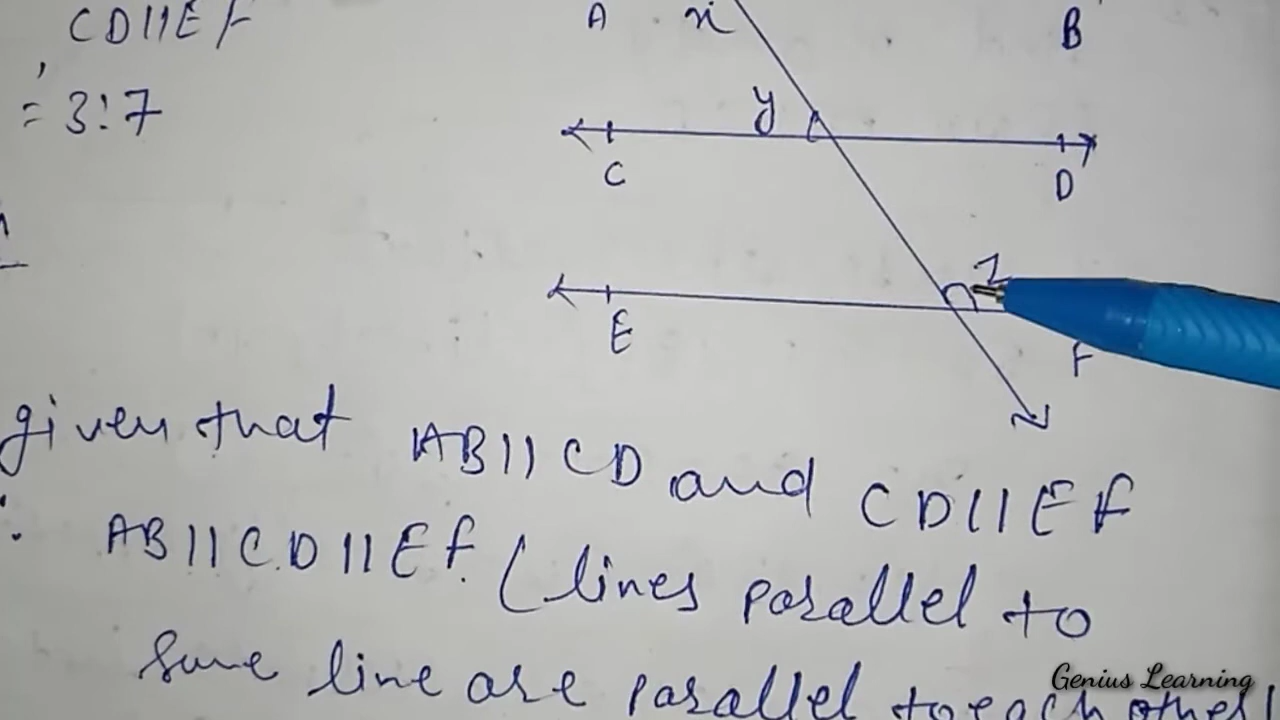 CD||EF
= 3:7
A x B
y
C D
z
E F
given that AB||CD and CD||EF
∴ AB||CD||EF (lines parallel to
same line are parallel to each other)
Genius Learning